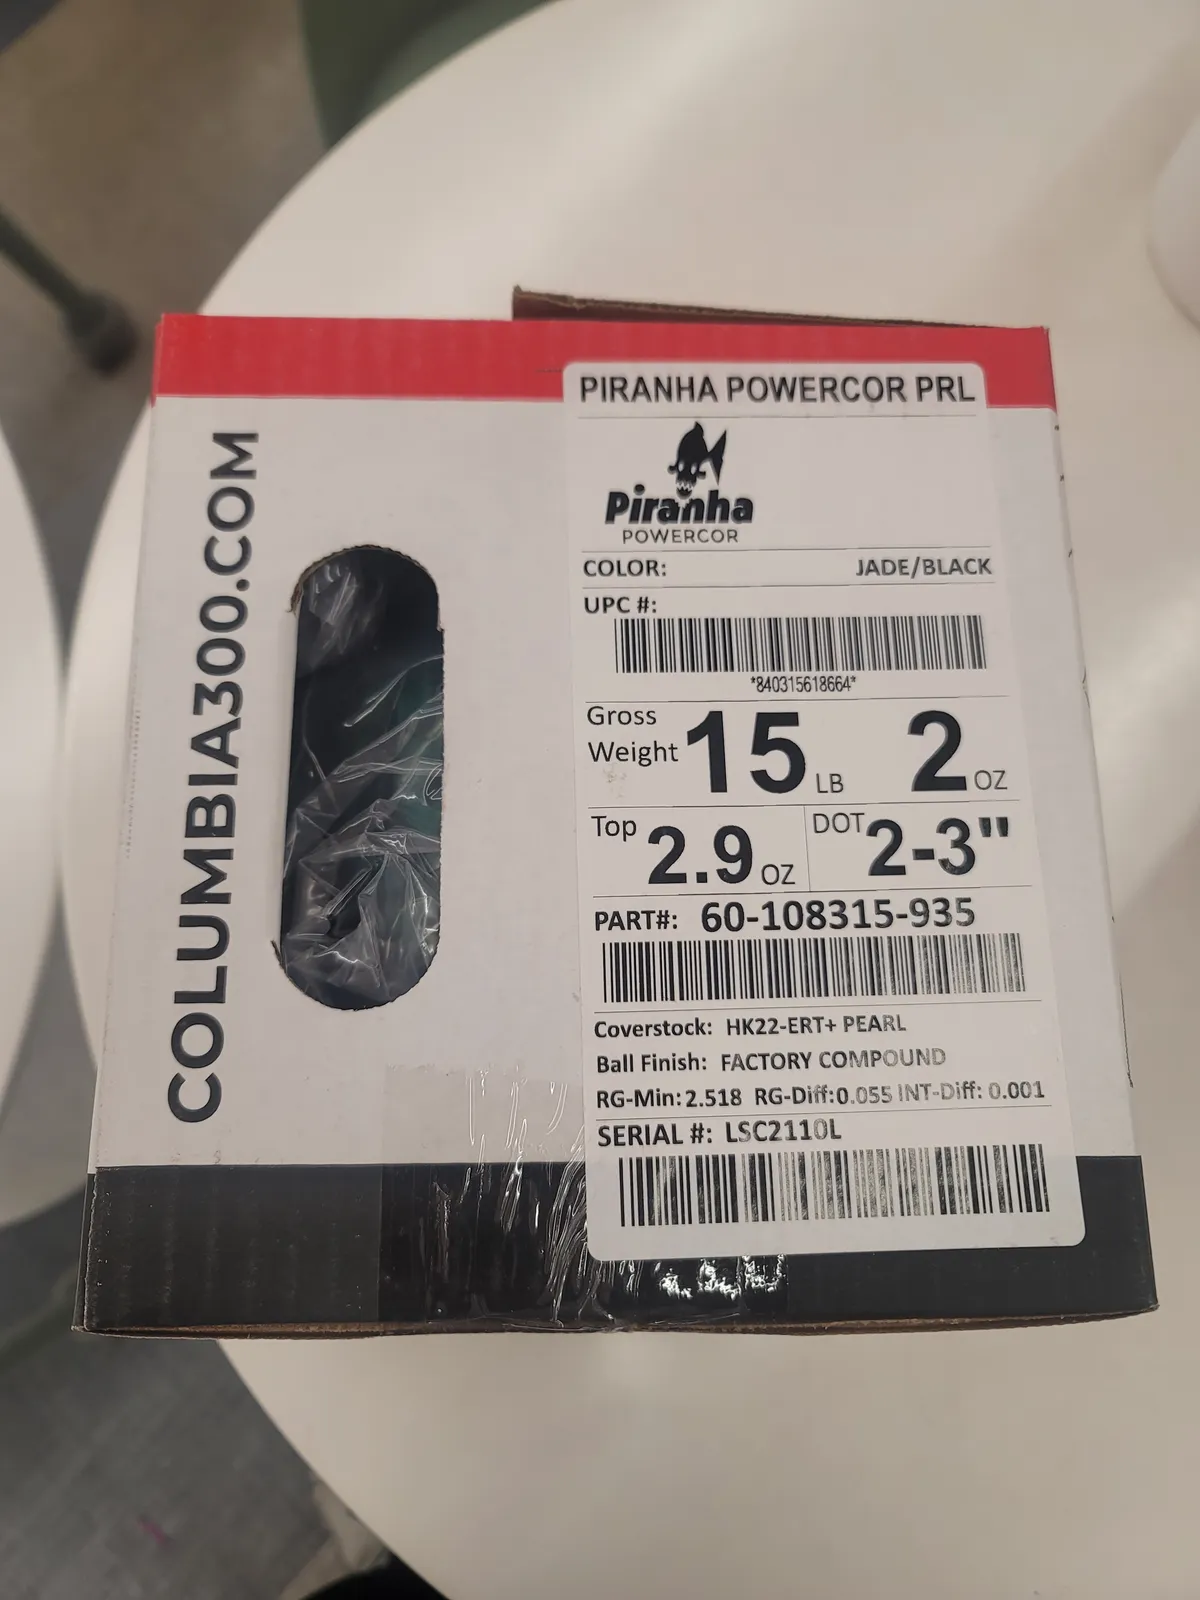 COLUMBIA300.COM
PIRANHA POWERCOR PRL
Piranha
POWERCOR
COLOR: JADE/BLACK
UPC #:
*840315618664*
Gross Weight 15 LB 2 OZ
Top 2.9 OZ DOT 2-3"
PART#: 60-108315-935
Coverstock: HK22-ERT+ PEARL
Ball Finish: FACTORY COMPOUND
RG-Min: 2.518 RG-Diff: 0.055 INT-Diff: 0.001
SERIAL #: LSC2110L